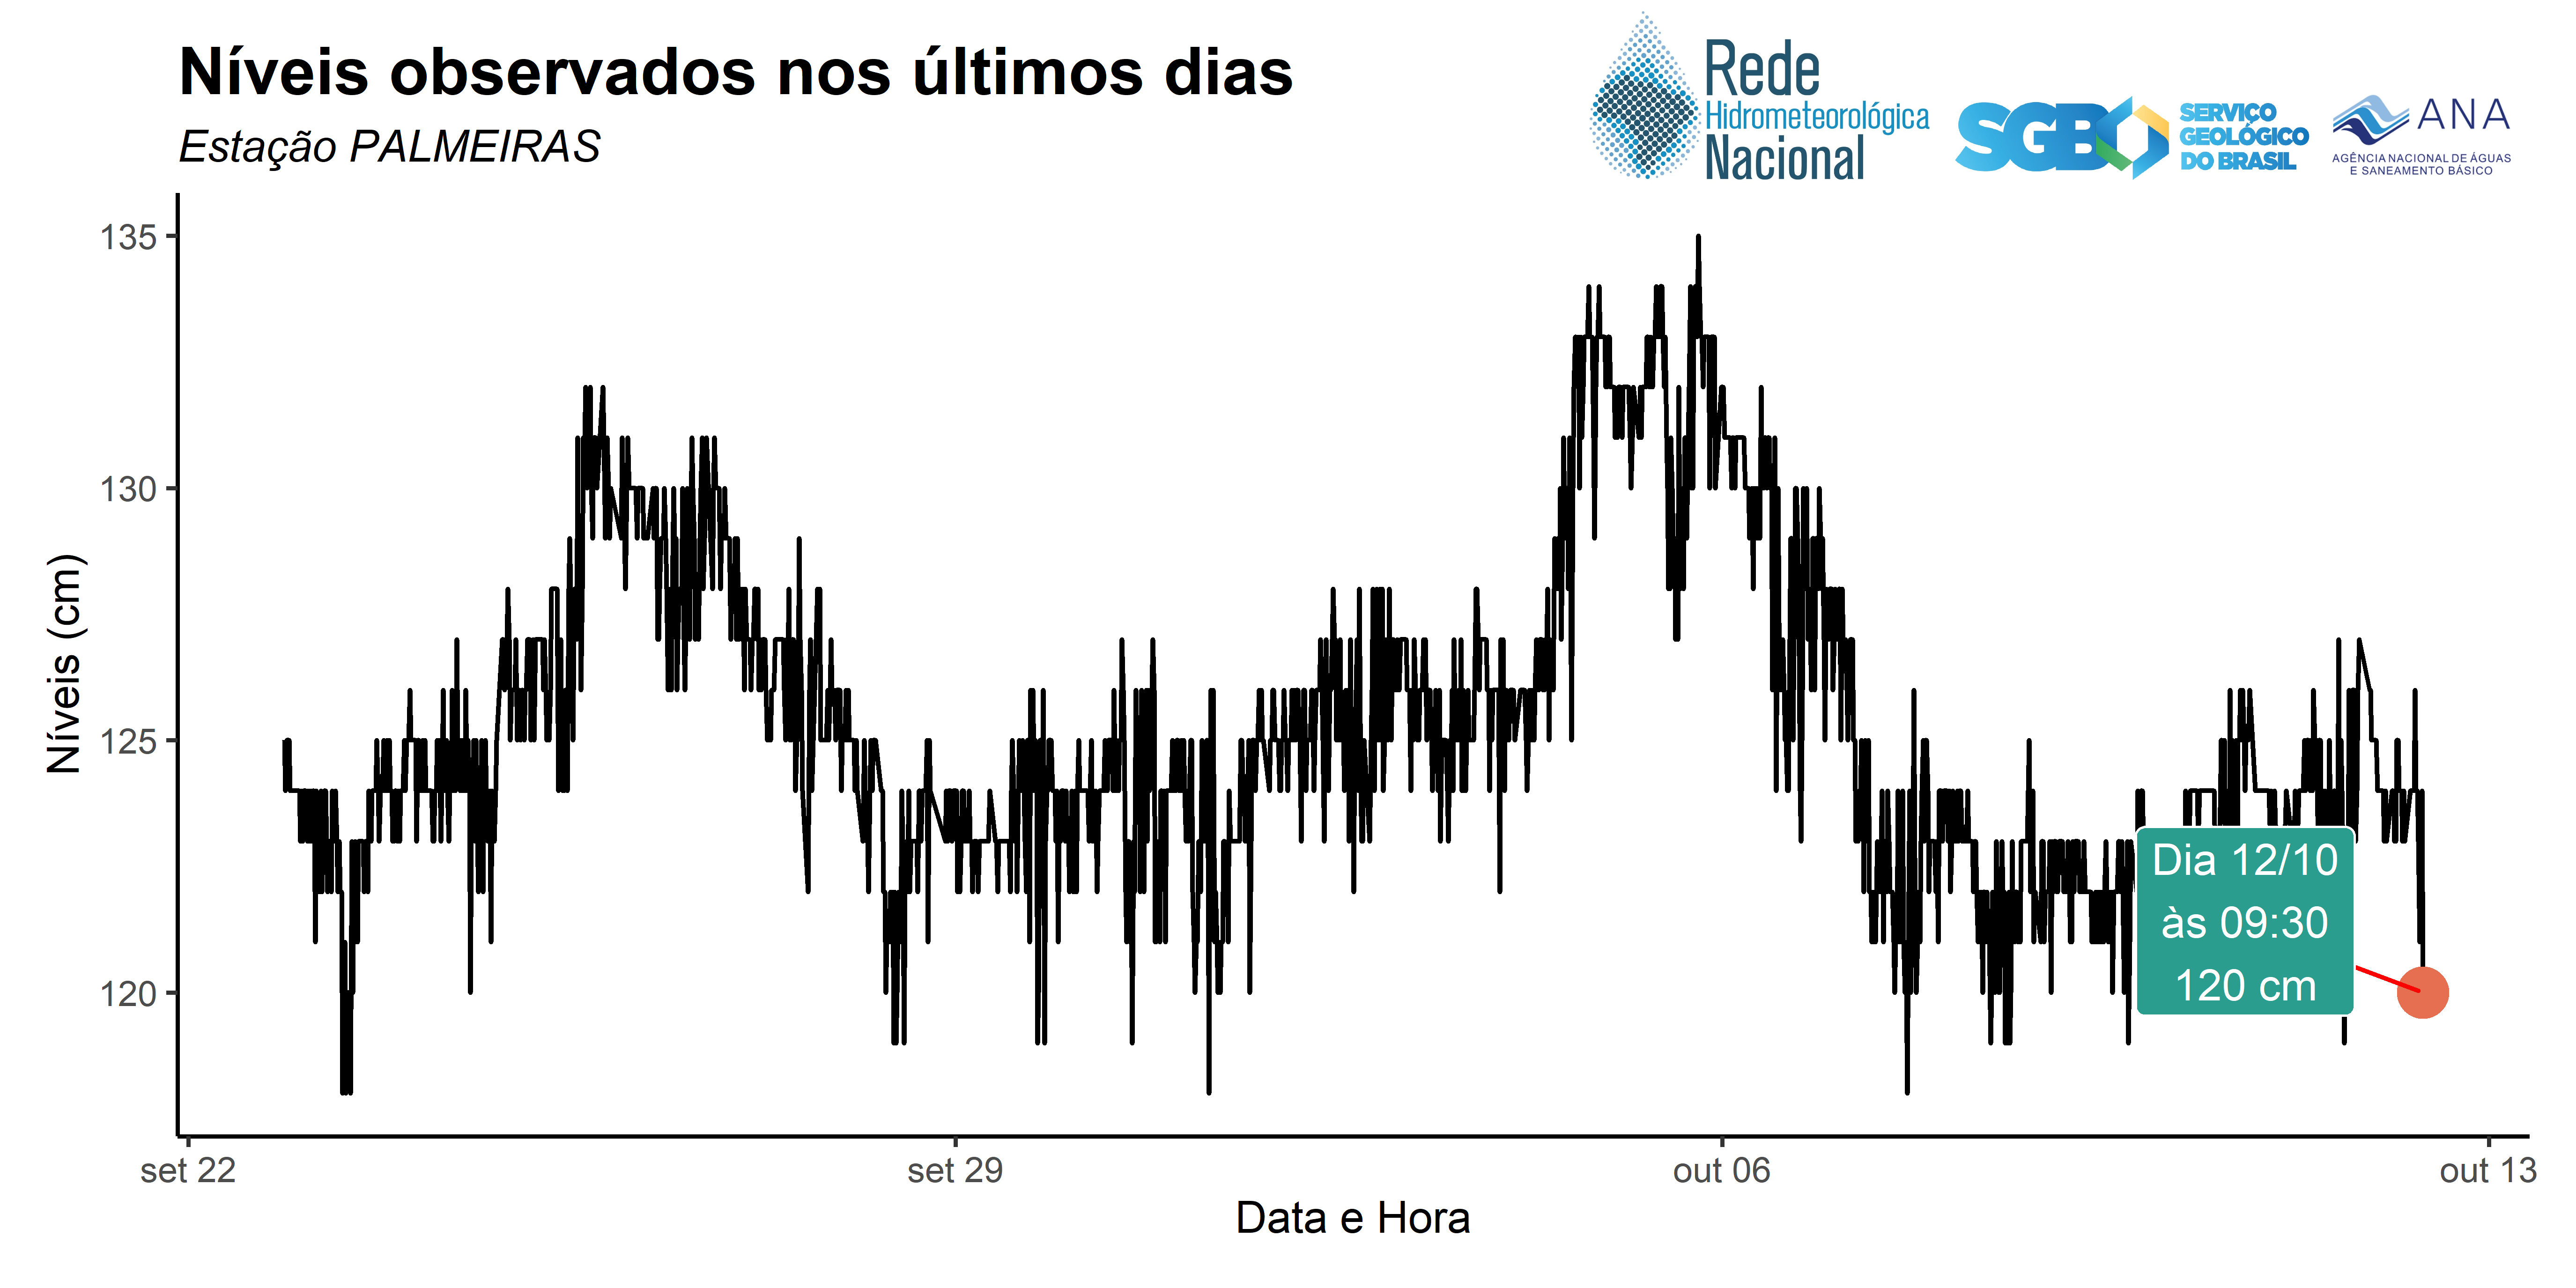 Níveis observados nos últimos dias
Estação PALMEIRAS
Rede
Hidrometeorológica
Nacional
SGB
SERVIÇO
GEOLÓGICO
DO BRASIL
ANA
AGÊNCIA NACIONAL DE ÁGUAS
E SANEAMENTO BÁSICO
Níveis (cm)
135
130
125
120
Dia 12/10
às 09:30
120 cm
set 22
set 29
out 06
out 13
Data e Hora